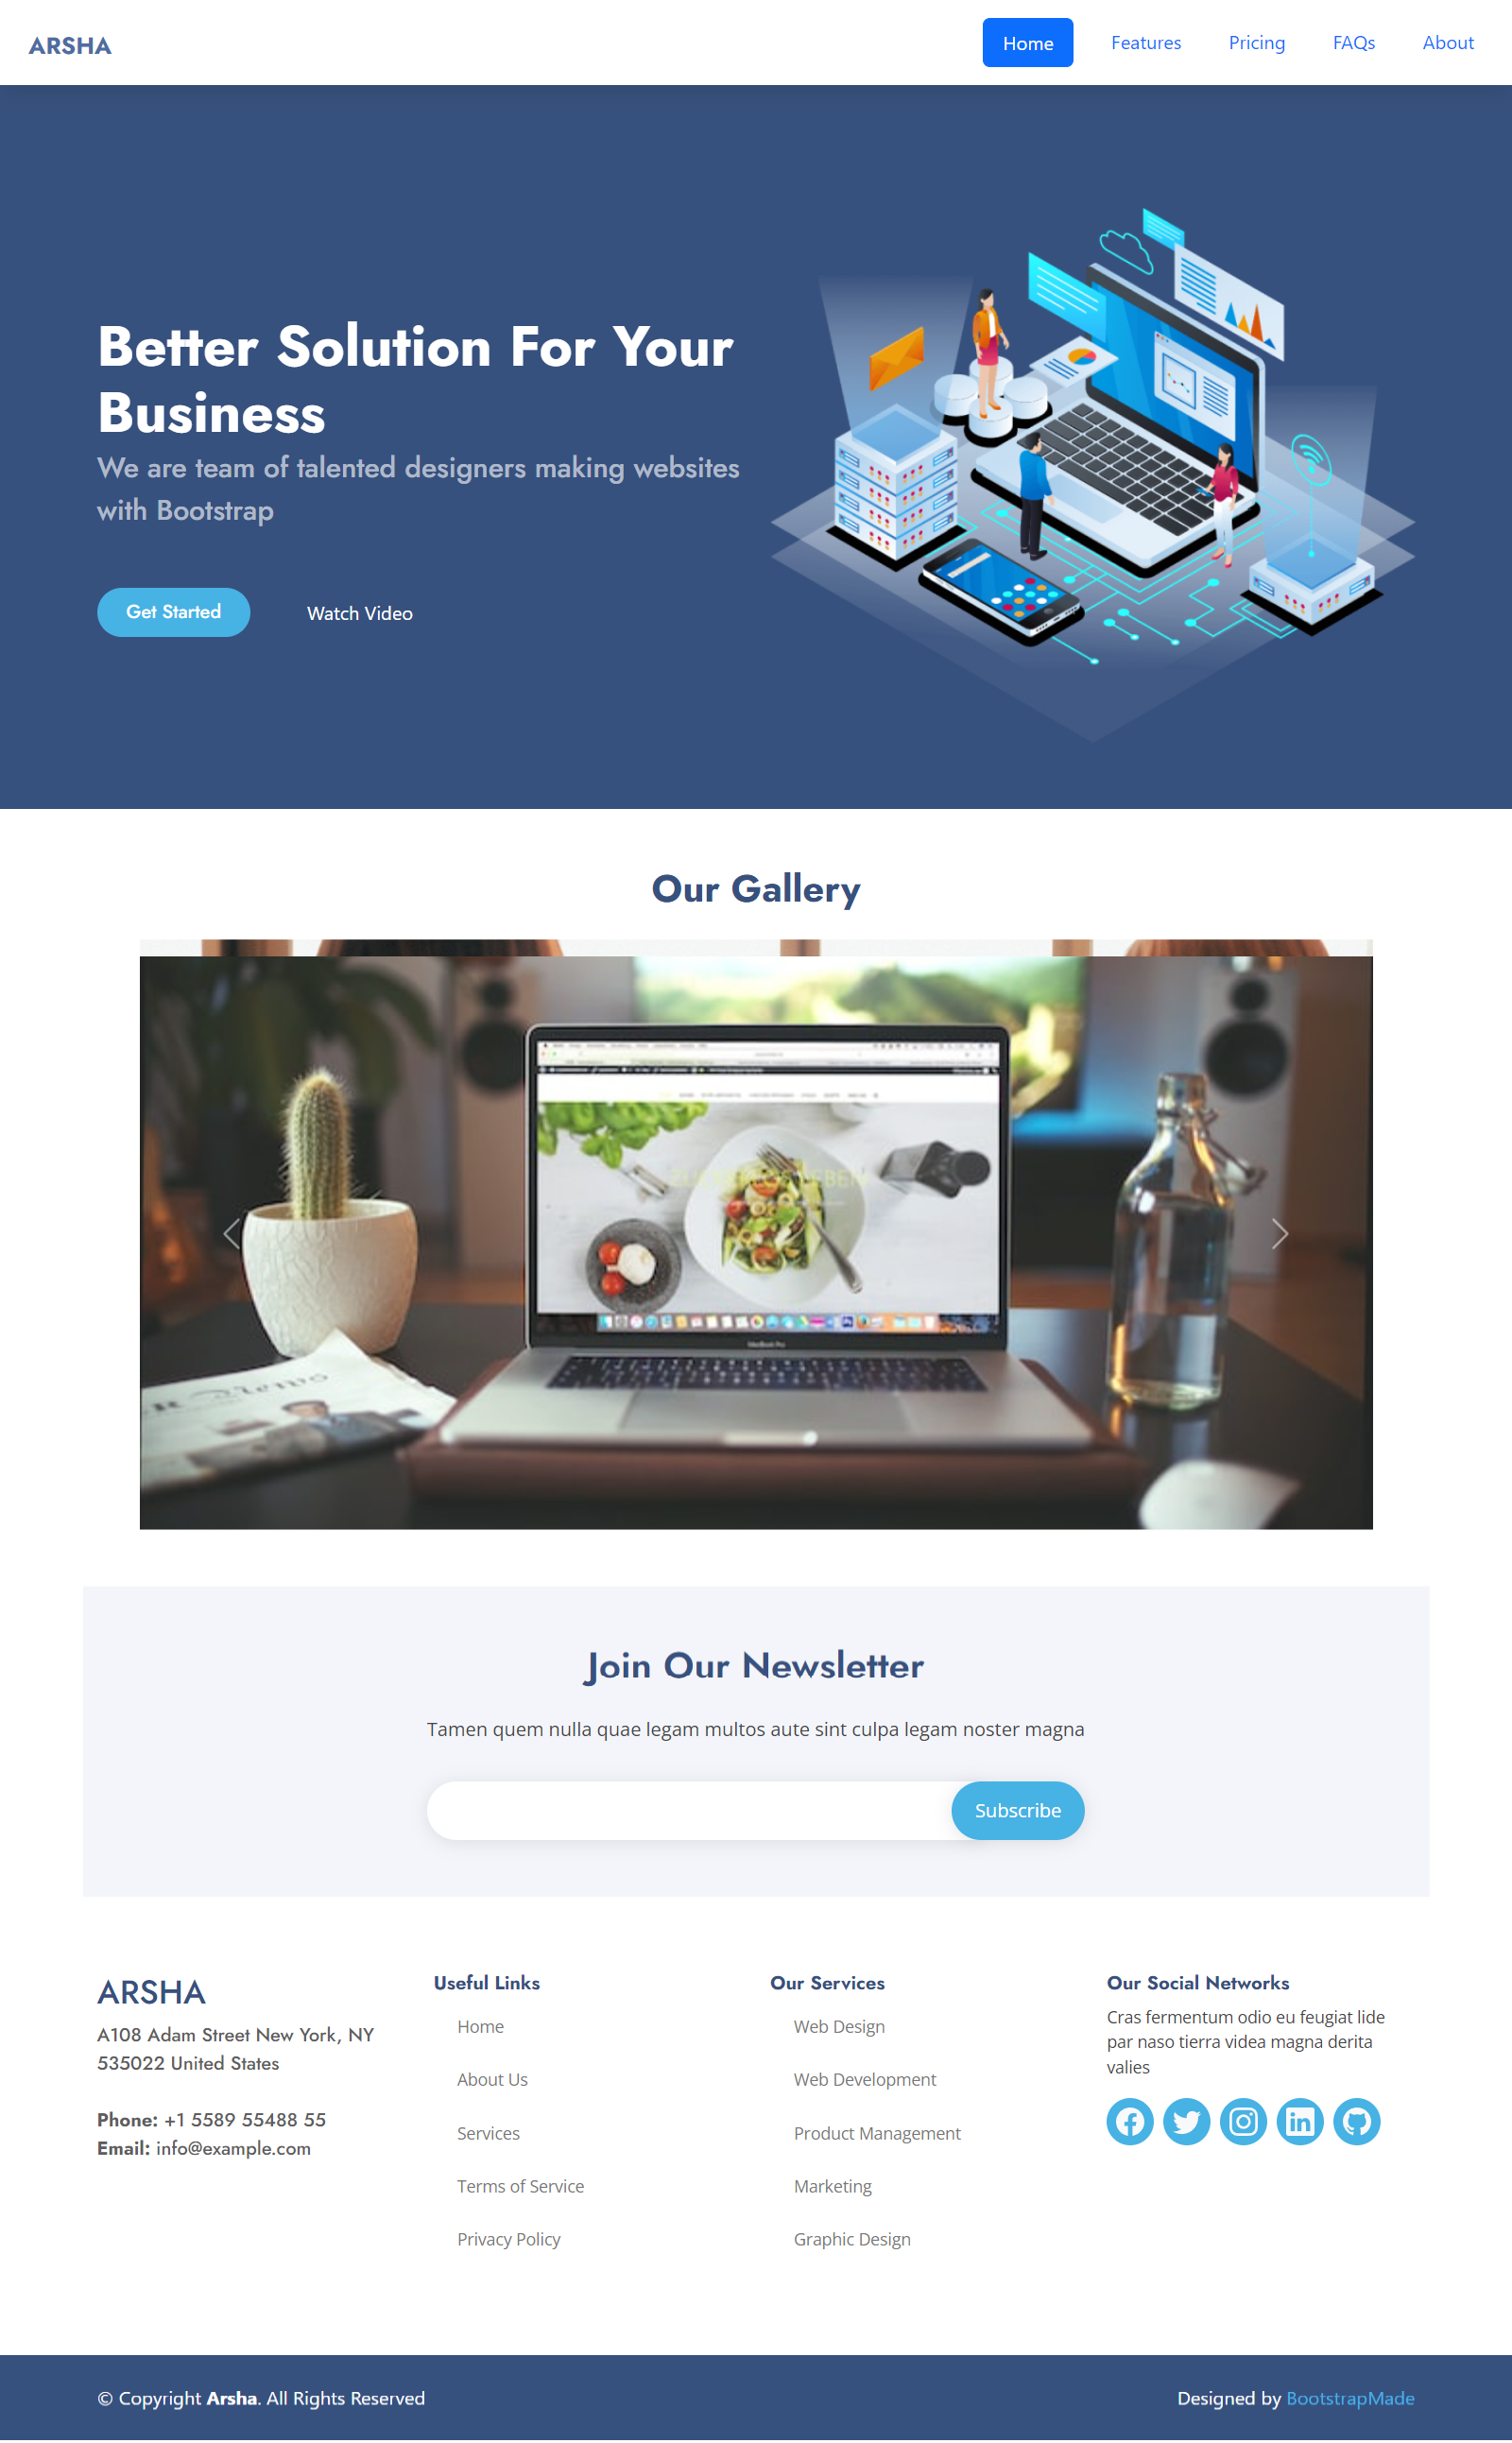 ARSHA
Home Features Pricing FAQs About
Better Solution For Your
Business
We are team of talented designers making websites
with Bootstrap
Get Started Watch Video
Our Gallery
Join Our Newsletter
Tamen quem nulla quae legam multos aute sint culpa legam noster magna
Subscribe
ARSHA
A108 Adam Street New York, NY
535022 United States
Phone: +1 5589 55488 55
Email: info@example.com
Useful Links
Home
About Us
Services
Terms of Service
Privacy Policy
Our Services
Web Design
Web Development
Product Management
Marketing
Graphic Design
Our Social Networks
Cras fermentum odio eu feugiat lide
par naso tierra videa magna derita
valies
© Copyright Arsha. All Rights Reserved
Designed by BootstrapMade